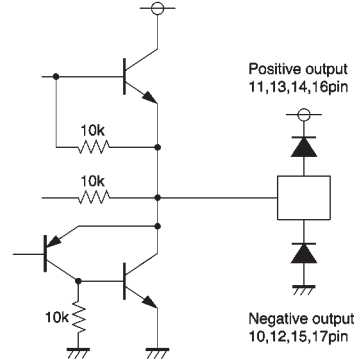 Positive output
11,13,14,16pin
10k
10k
10k
Negative output
10,12,15,17pin